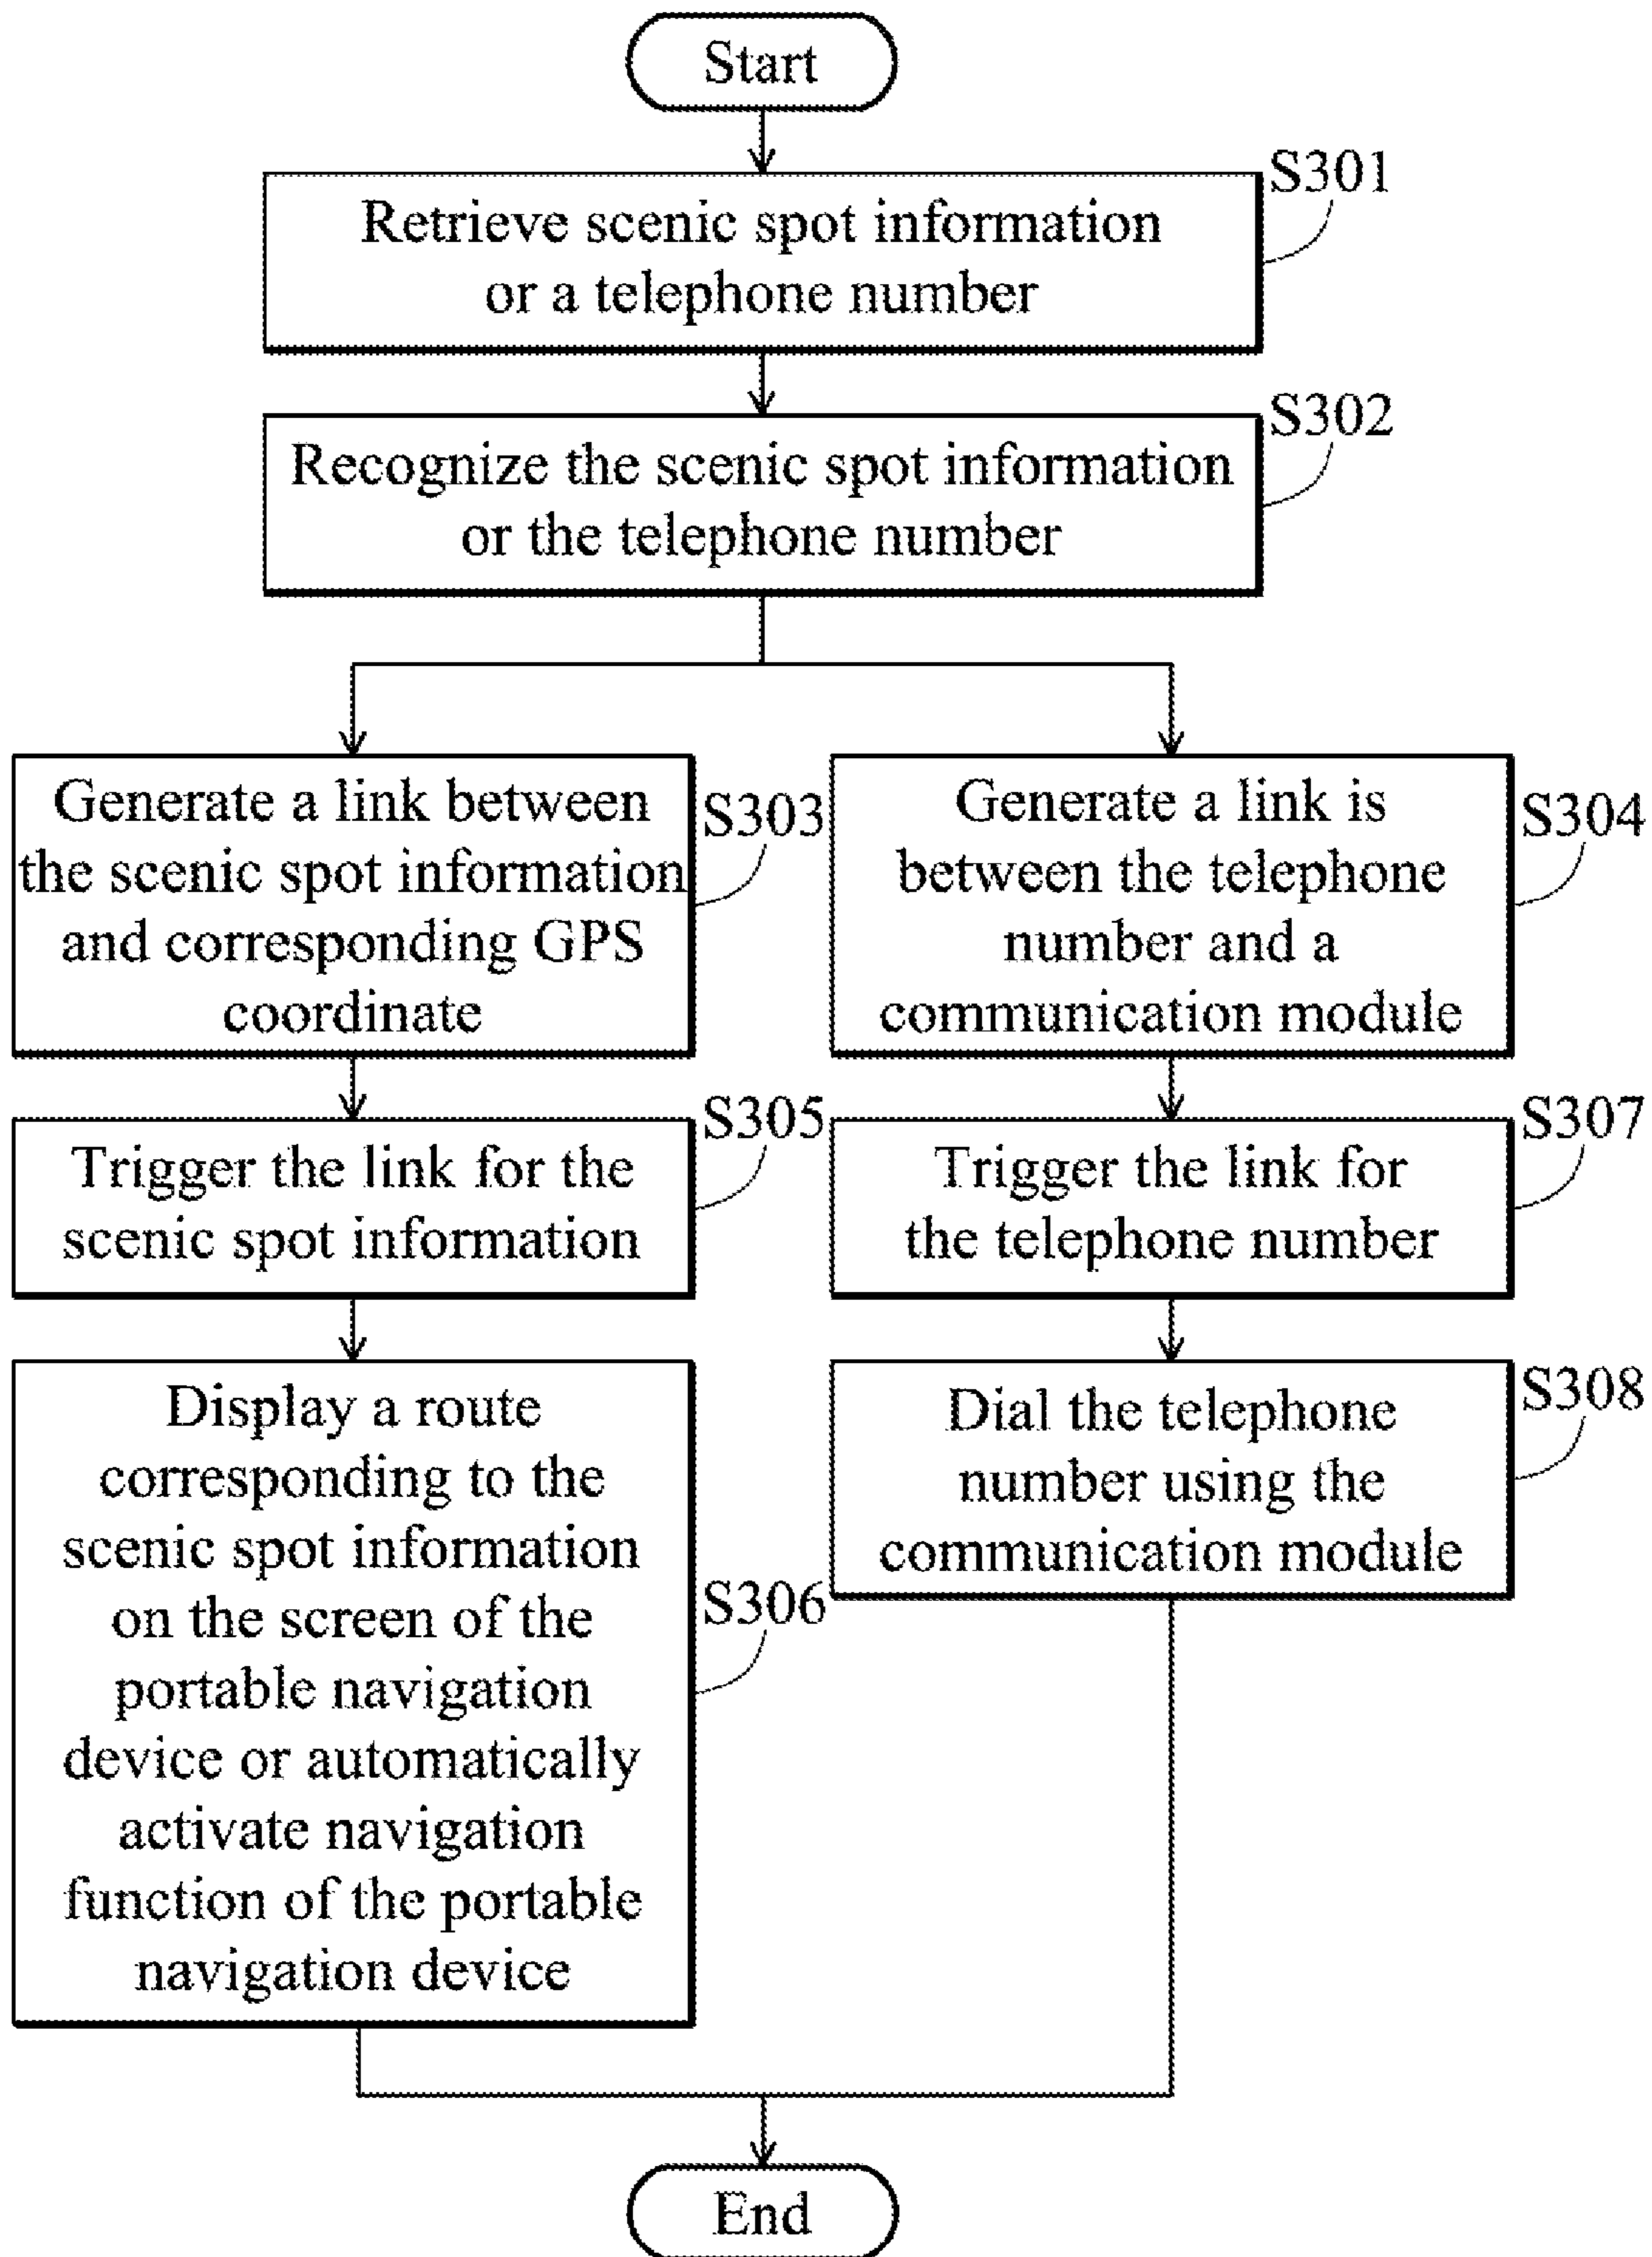 Start
S301
Retrieve scenic spot information
or a telephone number
S302
Recognize the scenic spot information
or the telephone number
Generate a link between
the scenic spot information
and corresponding GPS
coordinate
S303
Generate a link is
between the telephone
number and a
communication module
S304
S305
Trigger the link for the
scenic spot information
S307
Trigger the link for
the telephone number
Display a route
corresponding to the
scenic spot information
on the screen of the
portable navigation
device or automatically
activate navigation
function of the portable
navigation device
S306
S308
Dial the telephone
number using the
communication module
End